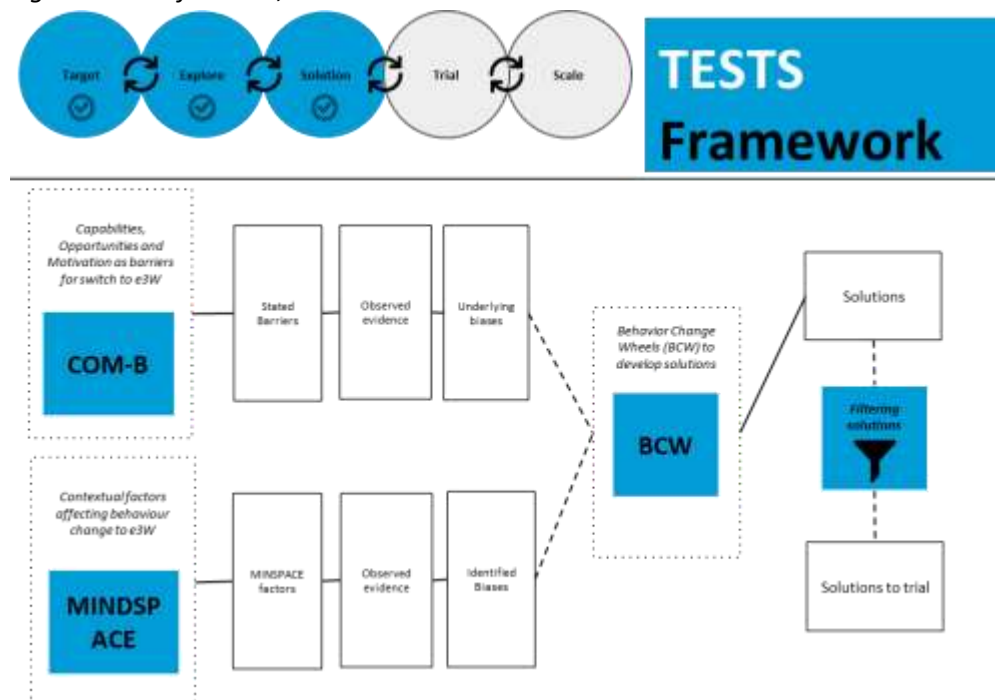 Target
Explore
Solution
Trial
Scale
TESTS
Framework
Capabilities,
Opportunities and
Motivation as barriers
for switch to e3W
COM-B
Stated
Barriers
Observed
evidence
Underlying
biases
Behavior Change
Wheels (BCW) to
develop solutions
BCW
Solutions
Filtering
solutions
Solutions to trial
Contextual factors
affecting behaviour
change to e3W
MINDSP
ACE
MINSPACE
factors
Observed
evidence
Identified
Biases